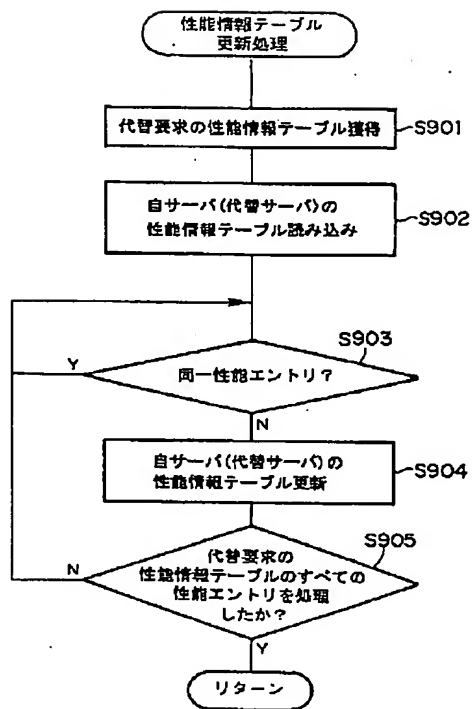 性能情報テーブル
更新処理
代替要求の性能情報テーブル獲得
S901
自サーバ(代替サーバ)の
性能情報テーブル読み込み
S902
S903
Y
同一性能エントリ?
N
自サーバ(代替サーバ)の
性能情報テーブル更新
S904
S905
代替要求の
性能情報テーブルのすべての
性能エントリを処理
したか?
N
Y
リターン